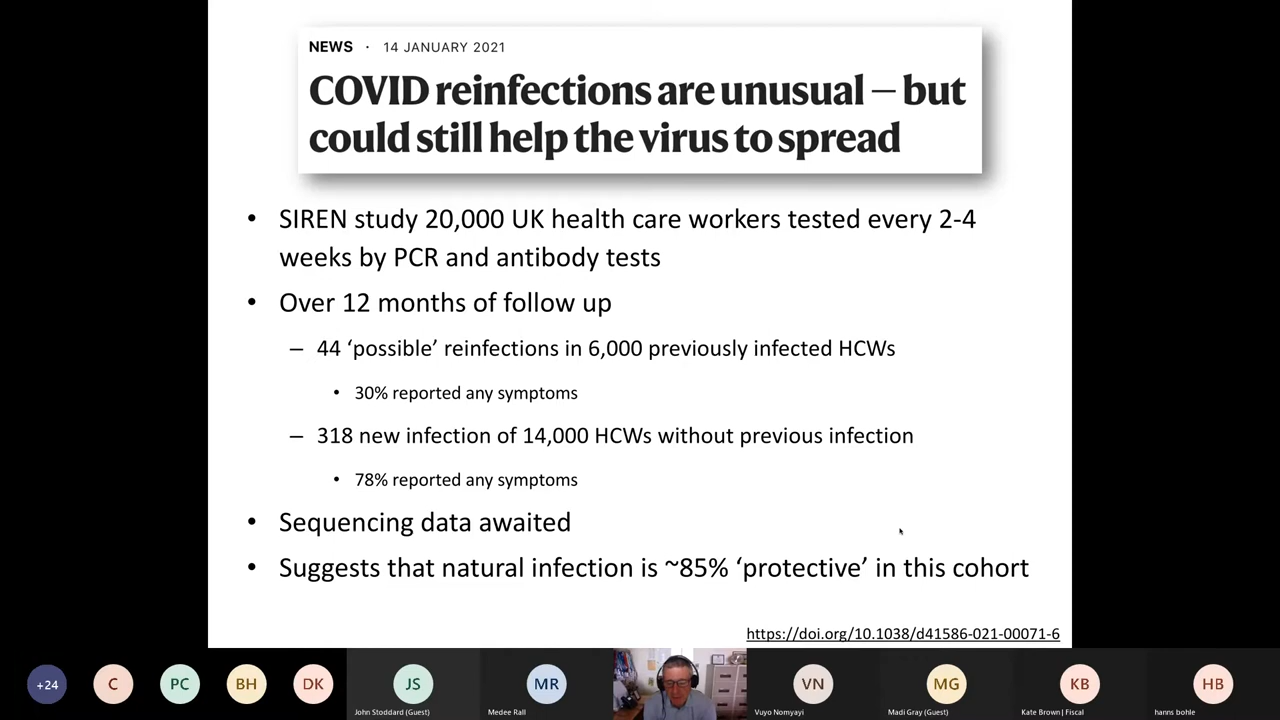 NEWS · 14 JANUARY 2021
COVID reinfections are unusual — but
could still help the virus to spread
• SIREN study 20,000 UK health care workers tested every 2-4
weeks by PCR and antibody tests
• Over 12 months of follow up
– 44 ‘possible’ reinfections in 6,000 previously infected HCWs
• 30% reported any symptoms
– 318 new infection of 14,000 HCWs without previous infection
• 78% reported any symptoms
• Sequencing data awaited
• Suggests that natural infection is ~85% ‘protective’ in this cohort
https://doi.org/10.1038/d41586-021-00071-6
+24 C PC BH DK JS MR VN MG KB HB
John Stoddard (Guest) Medee Rall Vuyo Nomyayi Madi Gray (Guest) Kate Brown | Fiscal hanns bohle